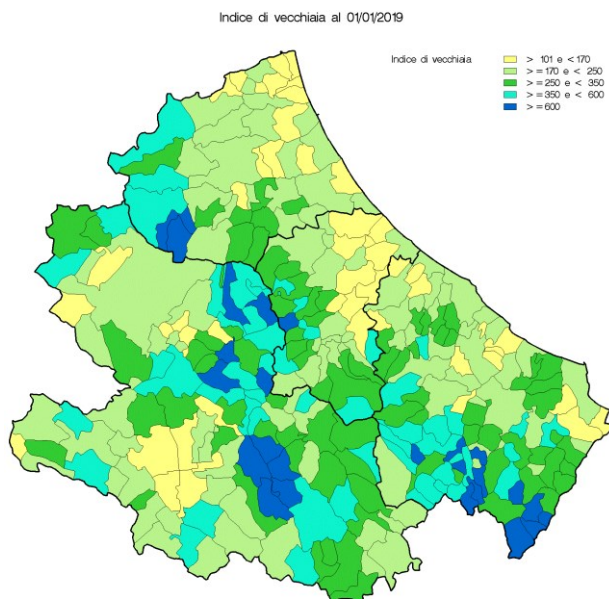 Indice di vecchiaia al 01/01/2019
Indice di vecchiaia
> 101 e < 170
>=170 e < 250
>=250 e < 350
>=350 e < 600
>=600